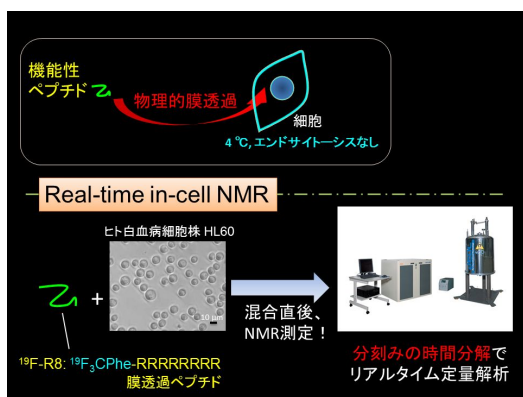 機能性
ペプチド
物理的膜透過
細胞
4 ℃, エンドサイトーシスなし
Real-time in-cell NMR
ヒト白血病細胞株 HL60
10 μm
+
混合直後、
NMR測定！
¹⁹F-R8: ¹⁹F₃CPhe-RRRRRRRR
膜透過ペプチド
分刻みの時間分解で
リアルタイム定量解析